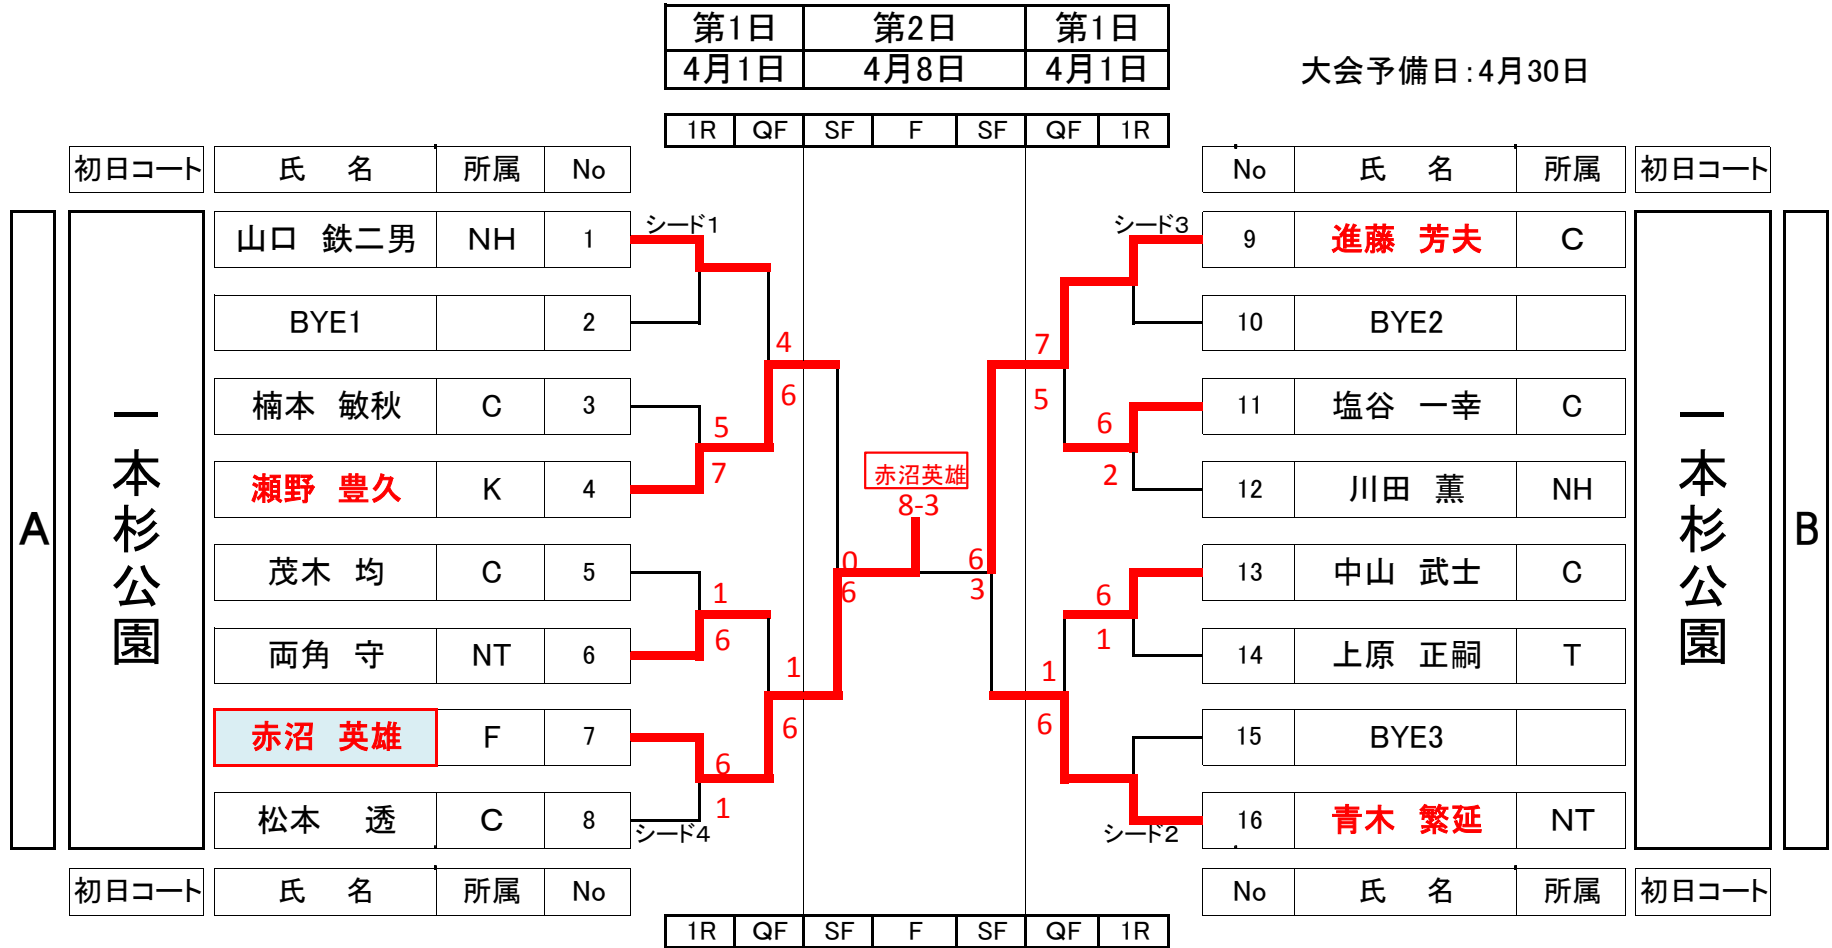 第1日 第2日 第1日
4月1日 4月8日 4月1日
大会予備日:4月30日
1R QF SF F SF QF 1R
初日コート 氏 名 所属 No
No 氏 名 所属 初日コート
A
一本杉公園
山口 鉄二男 NH 1
シード1
BYE1 2
楠本 敏秋 C 3
瀬野 豊久 K 4
茂木 均 C 5
両角 守 NT 6
赤沼 英雄 F 7
松本 透 C 8
シード4
4
6
5
7
1
6
1
6
6
1
0
6
赤沼英雄
8-3
6
3
7
5
6
2
6
1
1
6
シード3
9 進藤 芳夫 C
10 BYE2
11 塩谷 一幸 C
12 川田 薫 NH
13 中山 武士 C
14 上原 正嗣 T
15 BYE3
シード2
16 青木 繁延 NT
一本杉公園
B
初日コート 氏 名 所属 No
No 氏 名 所属 初日コート
1R QF SF F SF QF 1R